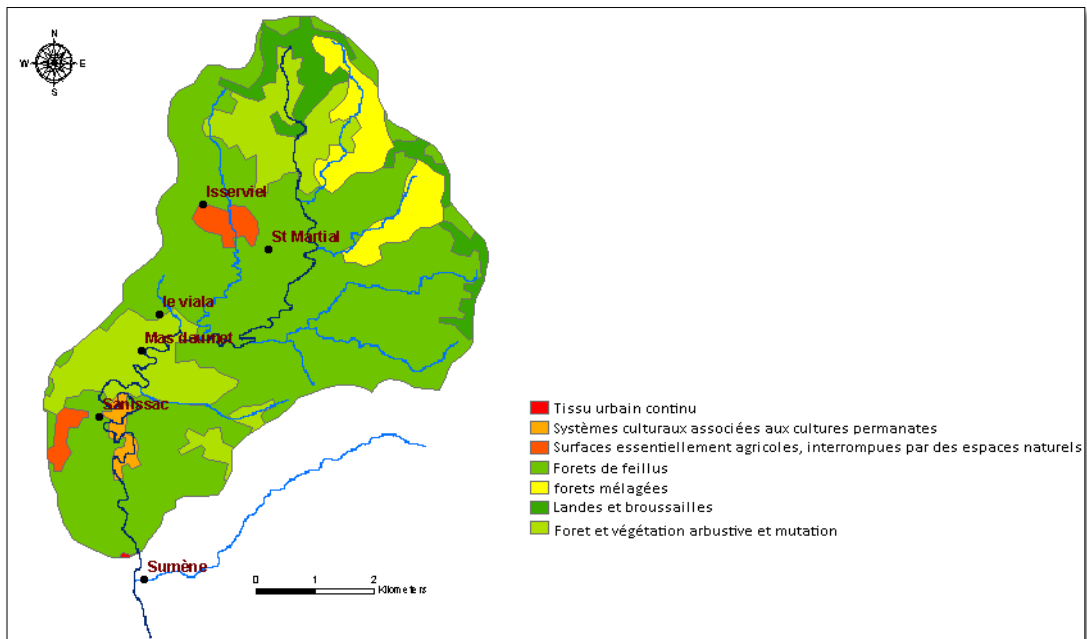 N
W E
S
Isserviel
St Martial
le viala
Mas daumet
Sanissac
Sumène
0 1 2
Kilometers
Tissu urbain continu
Systèmes culturaux associées aux cultures permanates
Surfaces essentiellement agricoles, interrompues par des espaces naturels
Forets de feillus
forets mélagées
Landes et broussailles
Foret et végétation arbustive et mutation